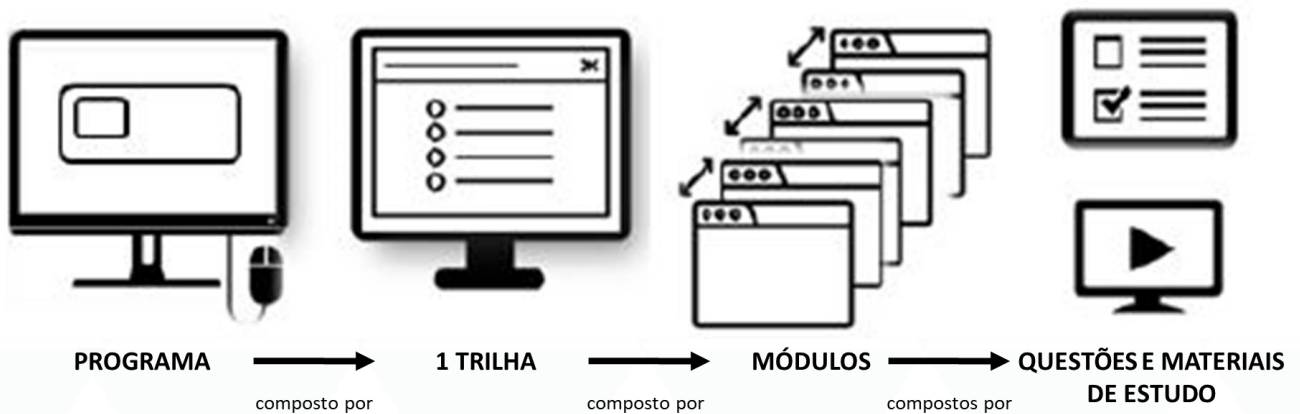 PROGRAMA
composto por
1 TRILHA
composto por
MÓDULOS
compostos por
QUESTÕES E MATERIAIS
DE ESTUDO